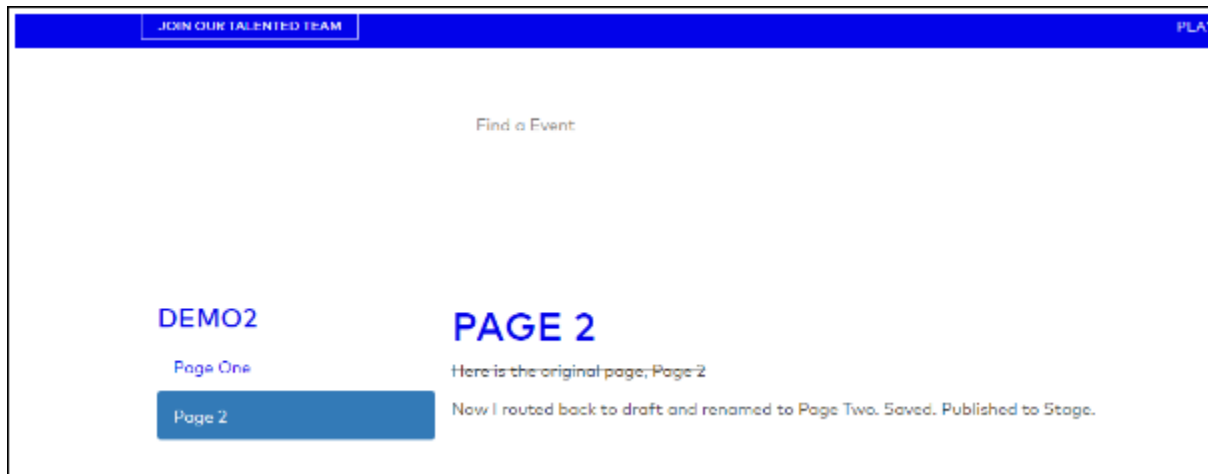 JOIN OUR TALENTED TEAM
Find a Event
DEMO2
Page One
Page 2
PAGE 2
Here is the original page, Page 2
Now I routed back to draft and renamed to Page Two. Saved. Published to Stage.